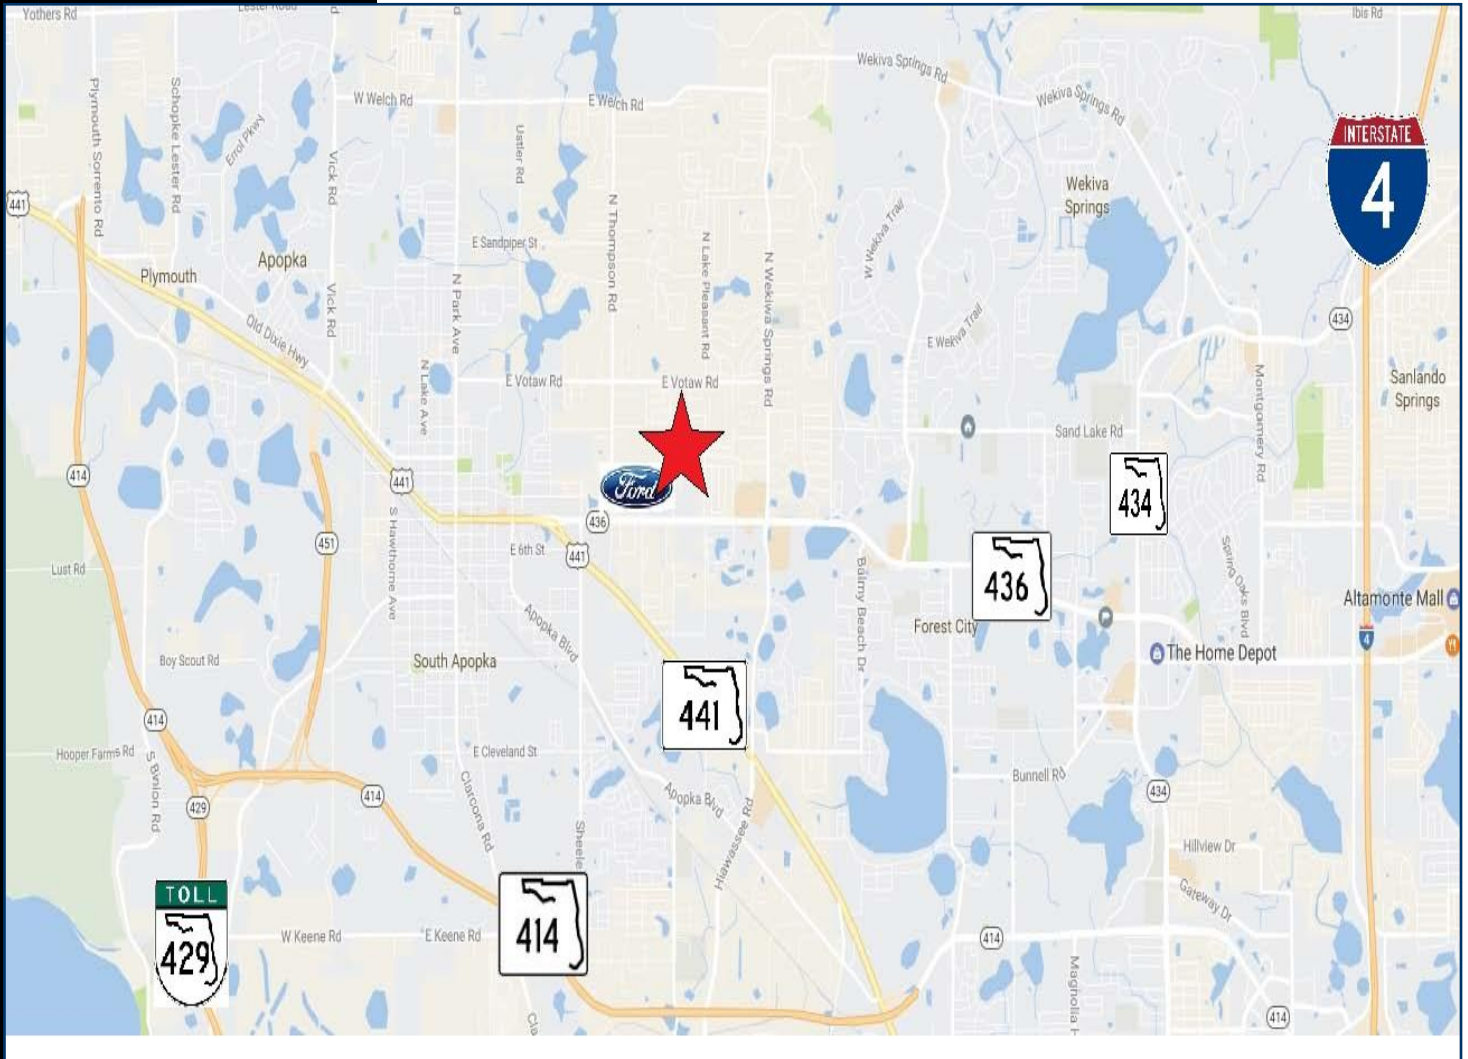 Yothers Rd
Lester Road
Ibis Rd
Wekiva Springs Rd
W Welch Rd
E Welch Rd
Wekiva Springs Rd
Plymouth Sorrento Rd
Schopke Lester Rd
Errol Pkwy
Vick Rd
Ustler Rd
INTERSTATE
4
441
Wekiva
Springs
N Thompson Rd
W Wekiva Trail
E Sandpiper St
N Lake Pleasant Rd
N Wekiwa Springs Rd
Apopka
Plymouth
Vick Rd
N Park Ave
Old Dixie Hwy
434
E Wekiva Trail
N Lake Ave
E Votaw Rd
E Votaw Rd
Montgomery Rd
Sanlando
Springs
Sand Lake Rd
414
441
Ford
434
436
451
S Hawthorne Ave
E 6th St
441
436
Spring Oaks Blvd
Lust Rd
Balmy Beach Dr
Altamonte Mall
Apopka Blvd
Forest City
4
The Home Depot
Boy Scout Rd
South Apopka
441
414
Hooper Farms Rd
S Binion Rd
E Cleveland St
Bunnell Rd
429
414
Clarcona Rd
Apopka Blvd
Hiawassee Rd
434
Sheele
Hillview Dr
Gateway Dr
TOLL
429
W Keene Rd
E Keene Rd
414
414
Magnolia H
414
Cla